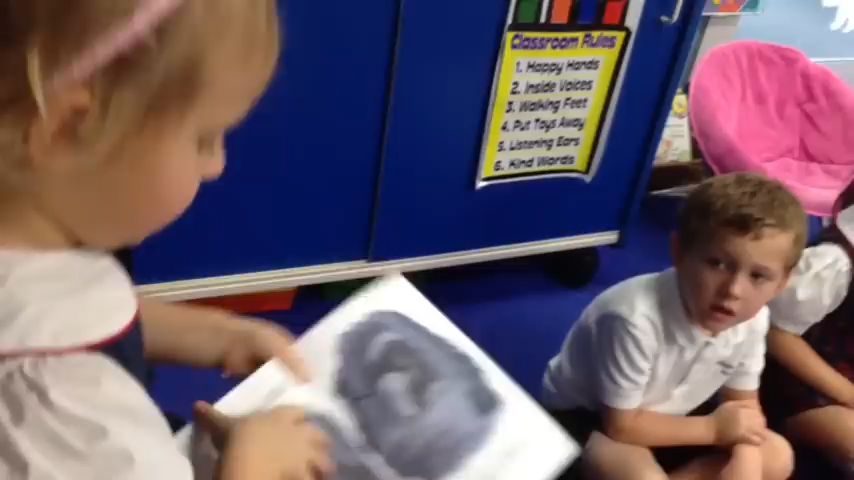 Classroom Rules
1. Happy Hands
2. Inside Voices
3. Walking Feet
4. Put Toys Away
5. Listening Ears
6. Kind Words